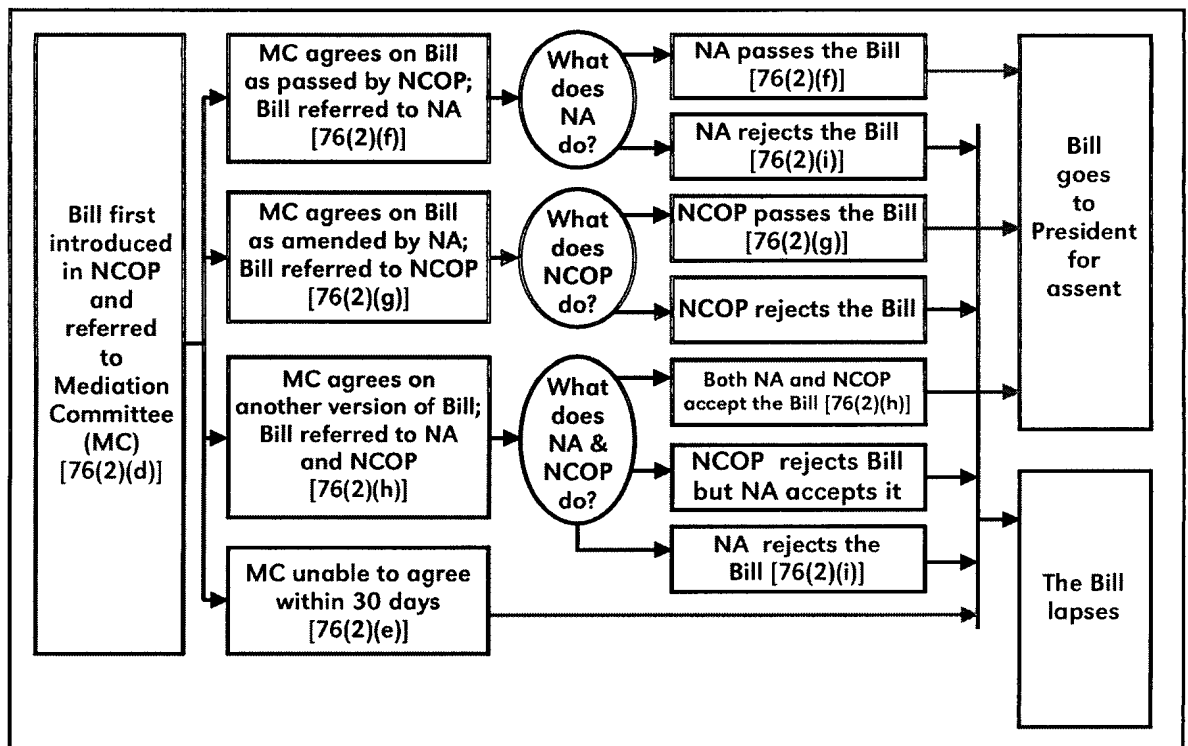 Bill first
introduced
in NCOP
and
referred
to
Mediation
Committee
(MC)
[76(2)(d)]
MC agrees on Bill
as passed by NCOP;
Bill referred to NA
[76(2)(f)]
What
does
NA
do?
NA passes the Bill
[76(2)(f)]
NA rejects the Bill
[76(2)(i)]
MC agrees on Bill
as amended by NA;
Bill referred to NCOP
[76(2)(g)]
What
does
NCOP
do?
NCOP passes the Bill
[76(2)(g)]
NCOP rejects the Bill
MC agrees on
another version of Bill;
Bill referred to NA
and NCOP
[76(2)(h)]
What
does
NA &
NCOP
do?
Both NA and NCOP
accept the Bill [76(2)(h)]
NCOP rejects Bill
but NA accepts it
NA rejects the
Bill [76(2)(i)]
MC unable to agree
within 30 days
[76(2)(e)]
Bill
goes
to
President
for
assent
The Bill
lapses